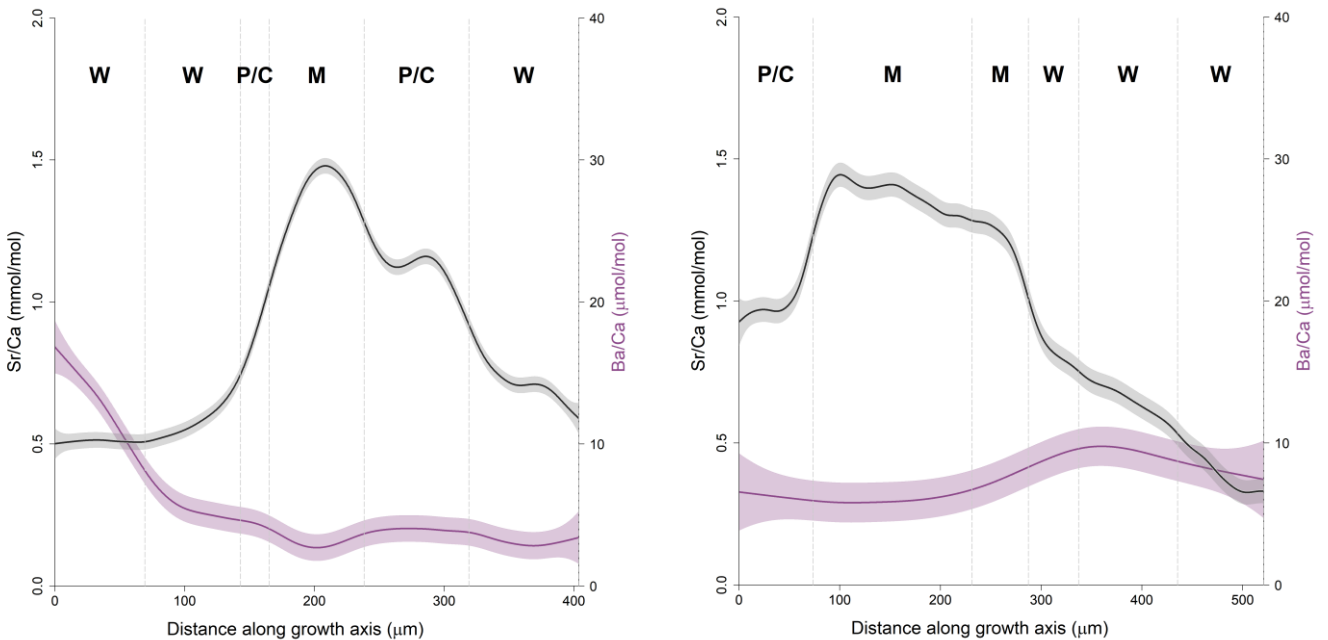 W W P/C M P/C W
Sr/Ca (mmol/mol)
0.0 0.5 1.0 1.5 2.0
Ba/Ca (μmol/mol)
0 10 20 30 40
0 100 200 300 400
Distance along growth axis (μm)
P/C M M W W W
Sr/Ca (mmol/mol)
0.0 0.5 1.0 1.5 2.0
Ba/Ca (μmol/mol)
0 10 20 30 40
0 100 200 300 400 500
Distance along growth axis (μm)